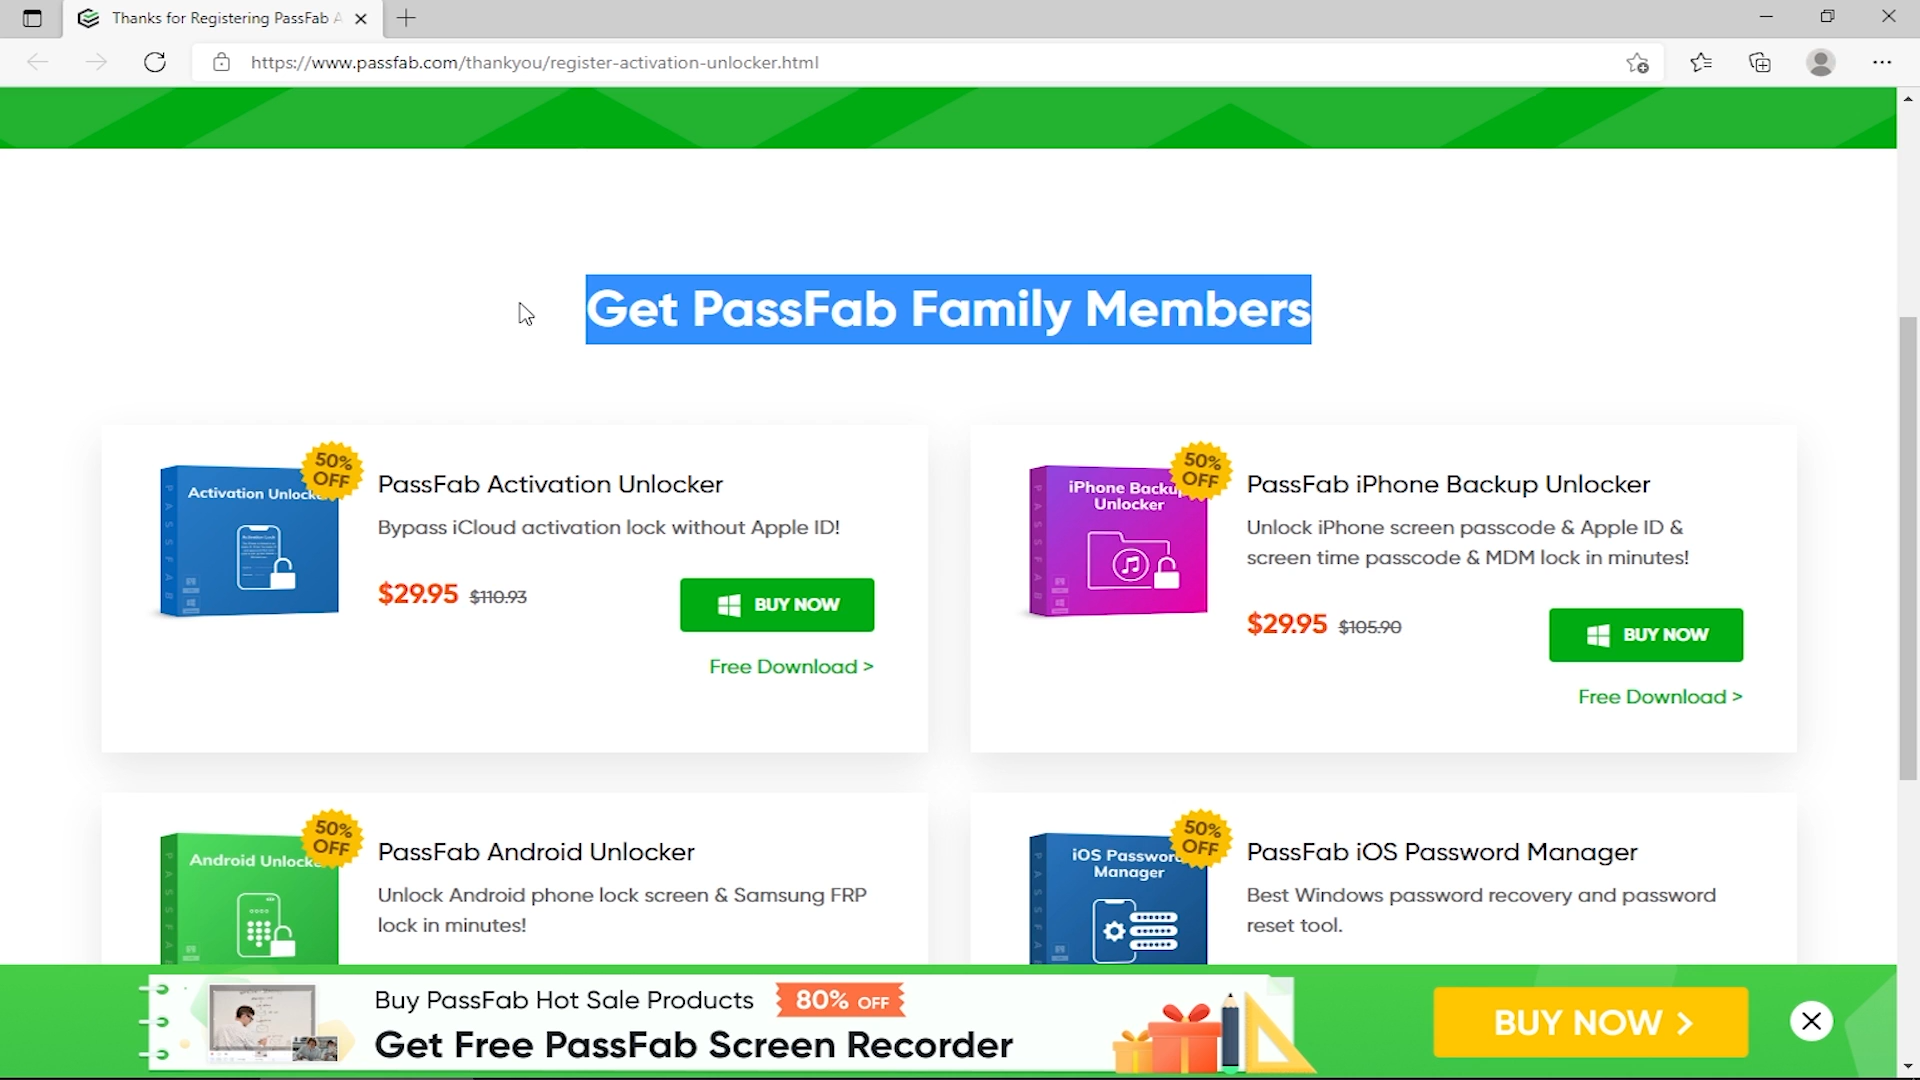 Thanks for Registering PassFab A
https://www.passfab.com/thankyou/register-activation-unlocker.html
Get PassFab Family Members
50%
OFF
Activation Unlocke
PassFab Activation Unlocker
Bypass iCloud activation lock without Apple ID!
$29.95 $110.93
BUY NOW
Free Download >
50%
OFF
iPhone Backup
Unlocker
PassFab iPhone Backup Unlocker
Unlock iPhone screen passcode & Apple ID &
screen time passcode & MDM lock in minutes!
$29.95 $105.90
BUY NOW
Free Download >
50%
OFF
Android Unlocke
PassFab Android Unlocker
Unlock Android phone lock screen & Samsung FRP
lock in minutes!
50%
OFF
iOS Password
Manager
PassFab iOS Password Manager
Best Windows password recovery and password
reset tool.
Buy PassFab Hot Sale Products 80% OFF
Get Free PassFab Screen Recorder
BUY NOW >